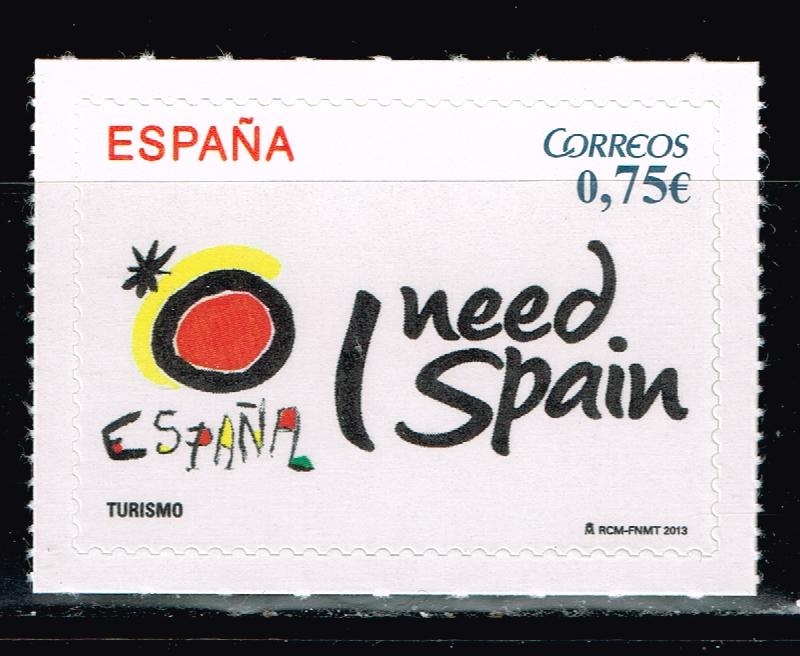 ESPAÑA
CORREOS
0,75€
I need
Spain
ESPAÑA
TURISMO
RCM-FNMT 2013